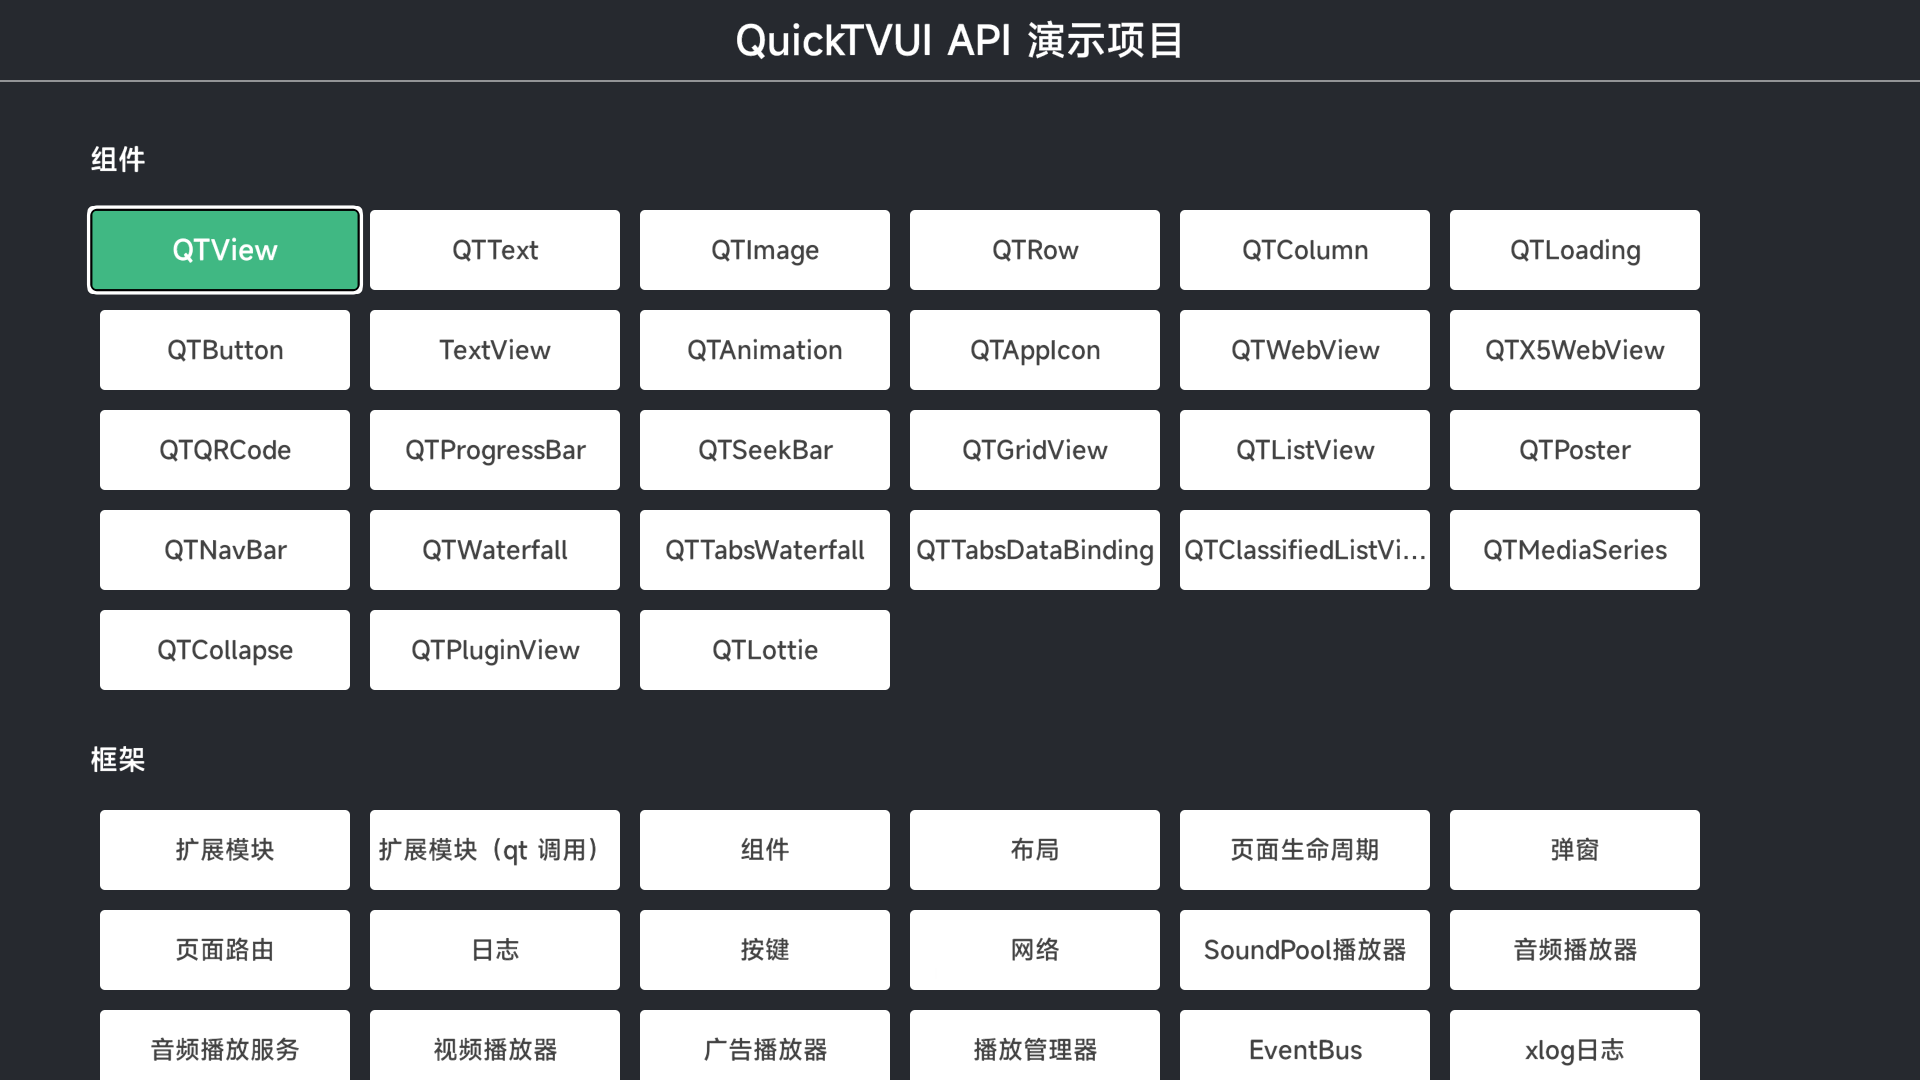 QuickTVUI API 演示项目
组件
QTView
QTText
QTImage
QTRow
QTColumn
QTLoading
QTButton
TextView
QTAnimation
QTAppIcon
QTWebView
QTX5WebView
QTQRCode
QTProgressBar
QTSeekBar
QTGridView
QTListView
QTPoster
QTNavBar
QTWaterfall
QTTabsWaterfall
QTTabsDataBinding
QTClassifiedListVi...
QTMediaSeries
QTCollapse
QTPluginView
QTLottie
框架
扩展模块
扩展模块（qt 调用）
组件
布局
页面生命周期
弹窗
页面路由
日志
按键
网络
SoundPool播放器
音频播放器
音频播放服务
视频播放器
广告播放器
播放管理器
EventBus
xlog日志